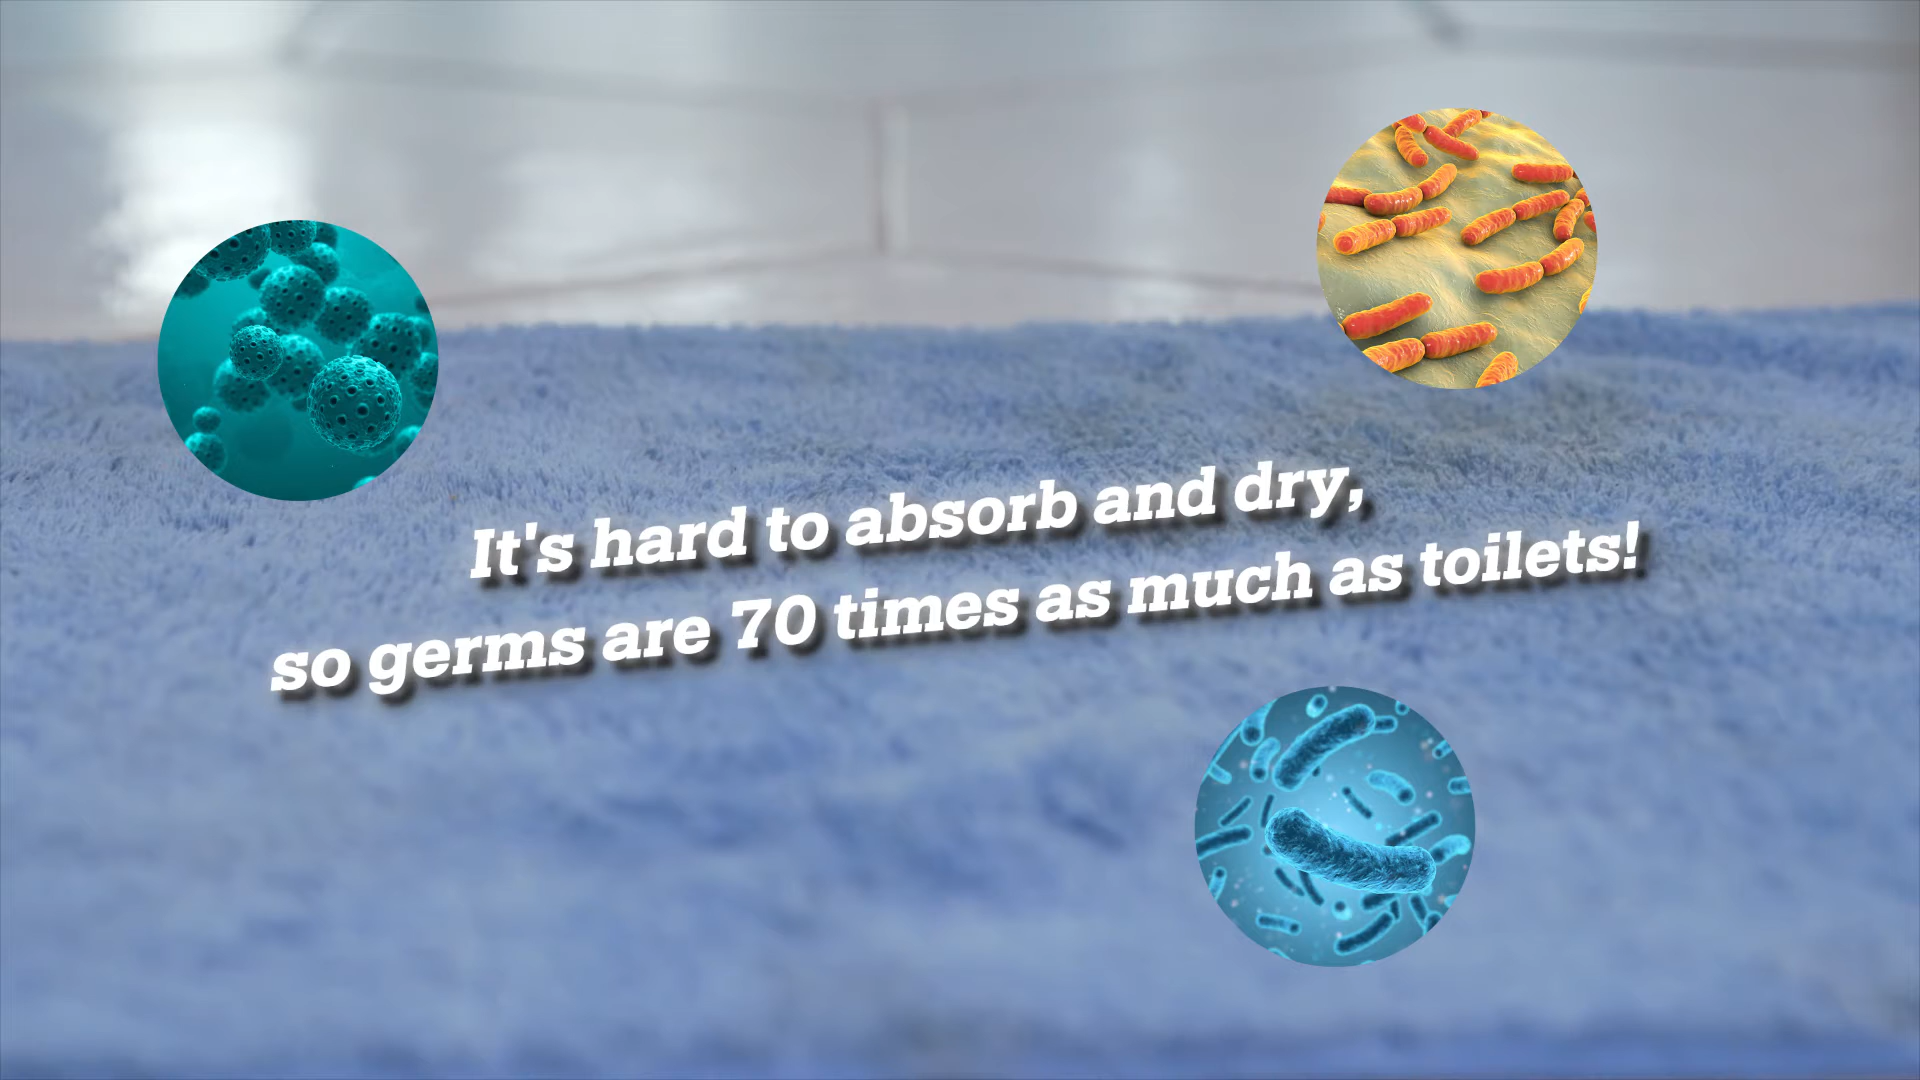 It's hard to absorb and dry,
so germs are 70 times as much as toilets!